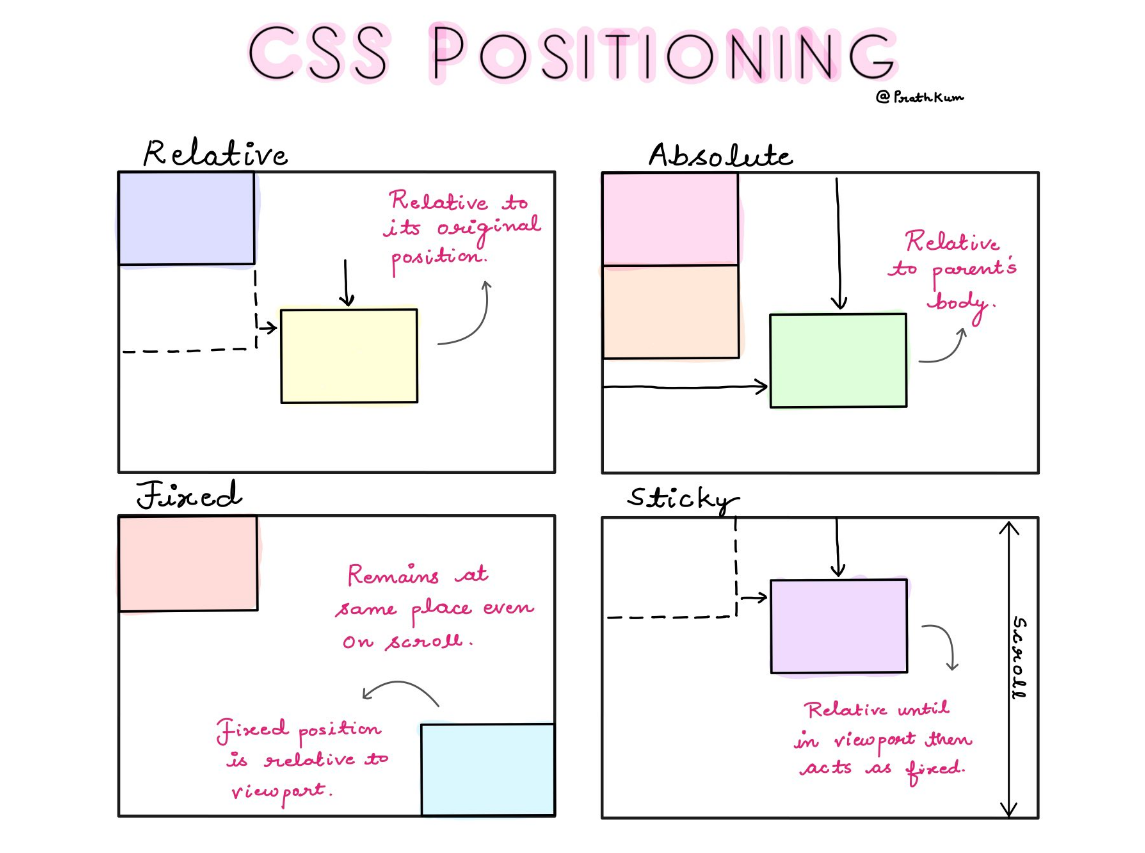 CSS POSITIONING
@PrathKum
Relative
Relative to
its original
position.
Absolute
Relative
to parent's
body.
Fixed
Remains at
same place even
on scroll.
Fixed position
is relative to
viewport.
Sticky
Scroll
Relative until
in viewport then
acts as fixed.